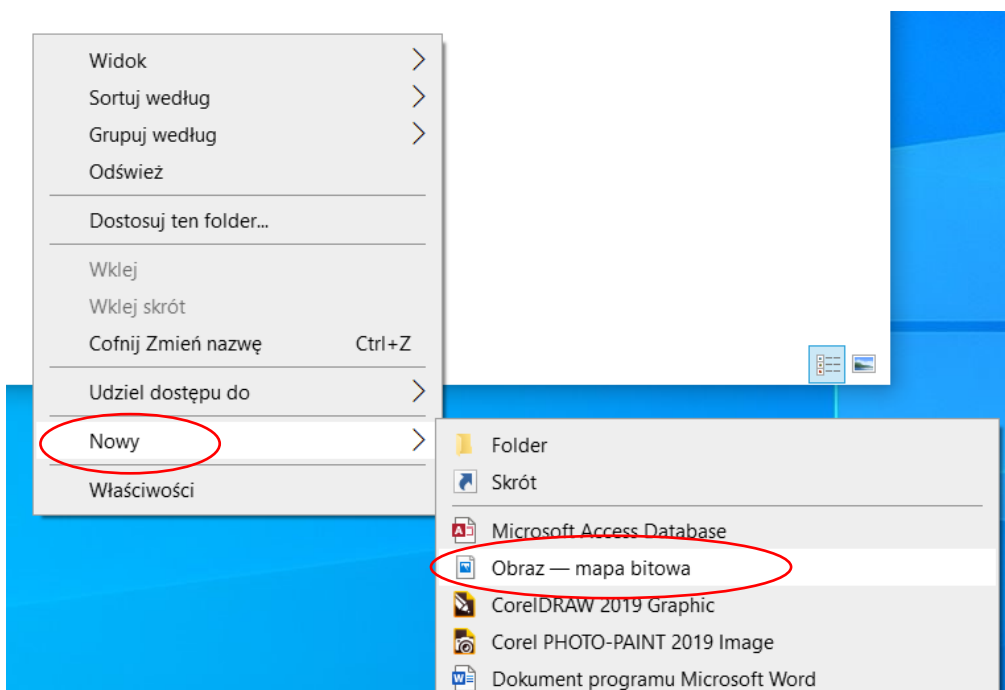 Widok
Sortuj według
Grupuj według
Odśwież
Dostosuj ten folder...
Wklej
Wklej skrót
Cofnij Zmień nazwę Ctrl+Z
Udziel dostępu do
Nowy
Właściwości
Folder
Skrót
Microsoft Access Database
Obraz — mapa bitowa
CorelDRAW 2019 Graphic
Corel PHOTO-PAINT 2019 Image
Dokument programu Microsoft Word